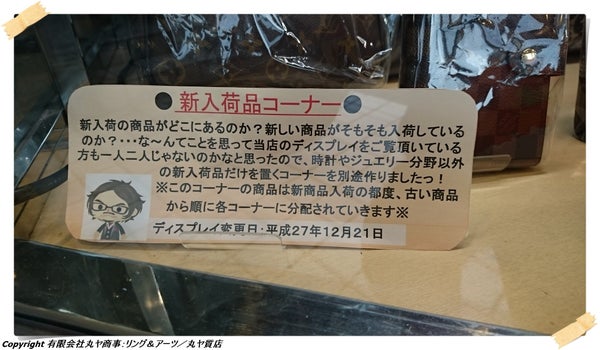 ●新入荷品コーナー●
新入荷の商品がどこにあるのか？新しい商品がそもそも入荷している
のか？・・・な～んてことを思って当店のディスプレイをご覧頂いている
方も一人二人じゃないのかなと思ったので、時計やジュエリー分野以外
の新入荷品だけを置くコーナーを別途作りましたっ！
※このコーナーの商品は新商品入荷の都度、古い商品
から順に各コーナーに分配されていきます※
ディスプレイ変更日：平成27年12月21日
Copyright 有限会社丸ヤ商事：リング＆アーツ／丸ヤ質店